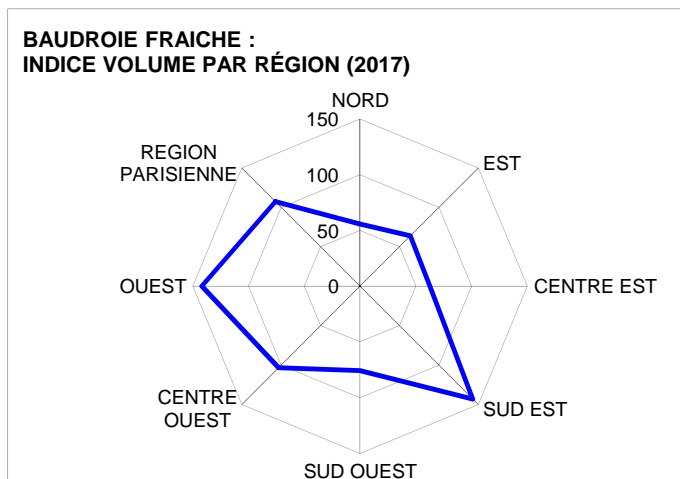 BAUDROIE FRAICHE :
INDICE VOLUME PAR RÉGION (2017)
NORD
150
EST
REGION
PARISIENNE
100
50
OUEST
0
CENTRE EST
CENTRE
OUEST
SUD EST
SUD OUEST